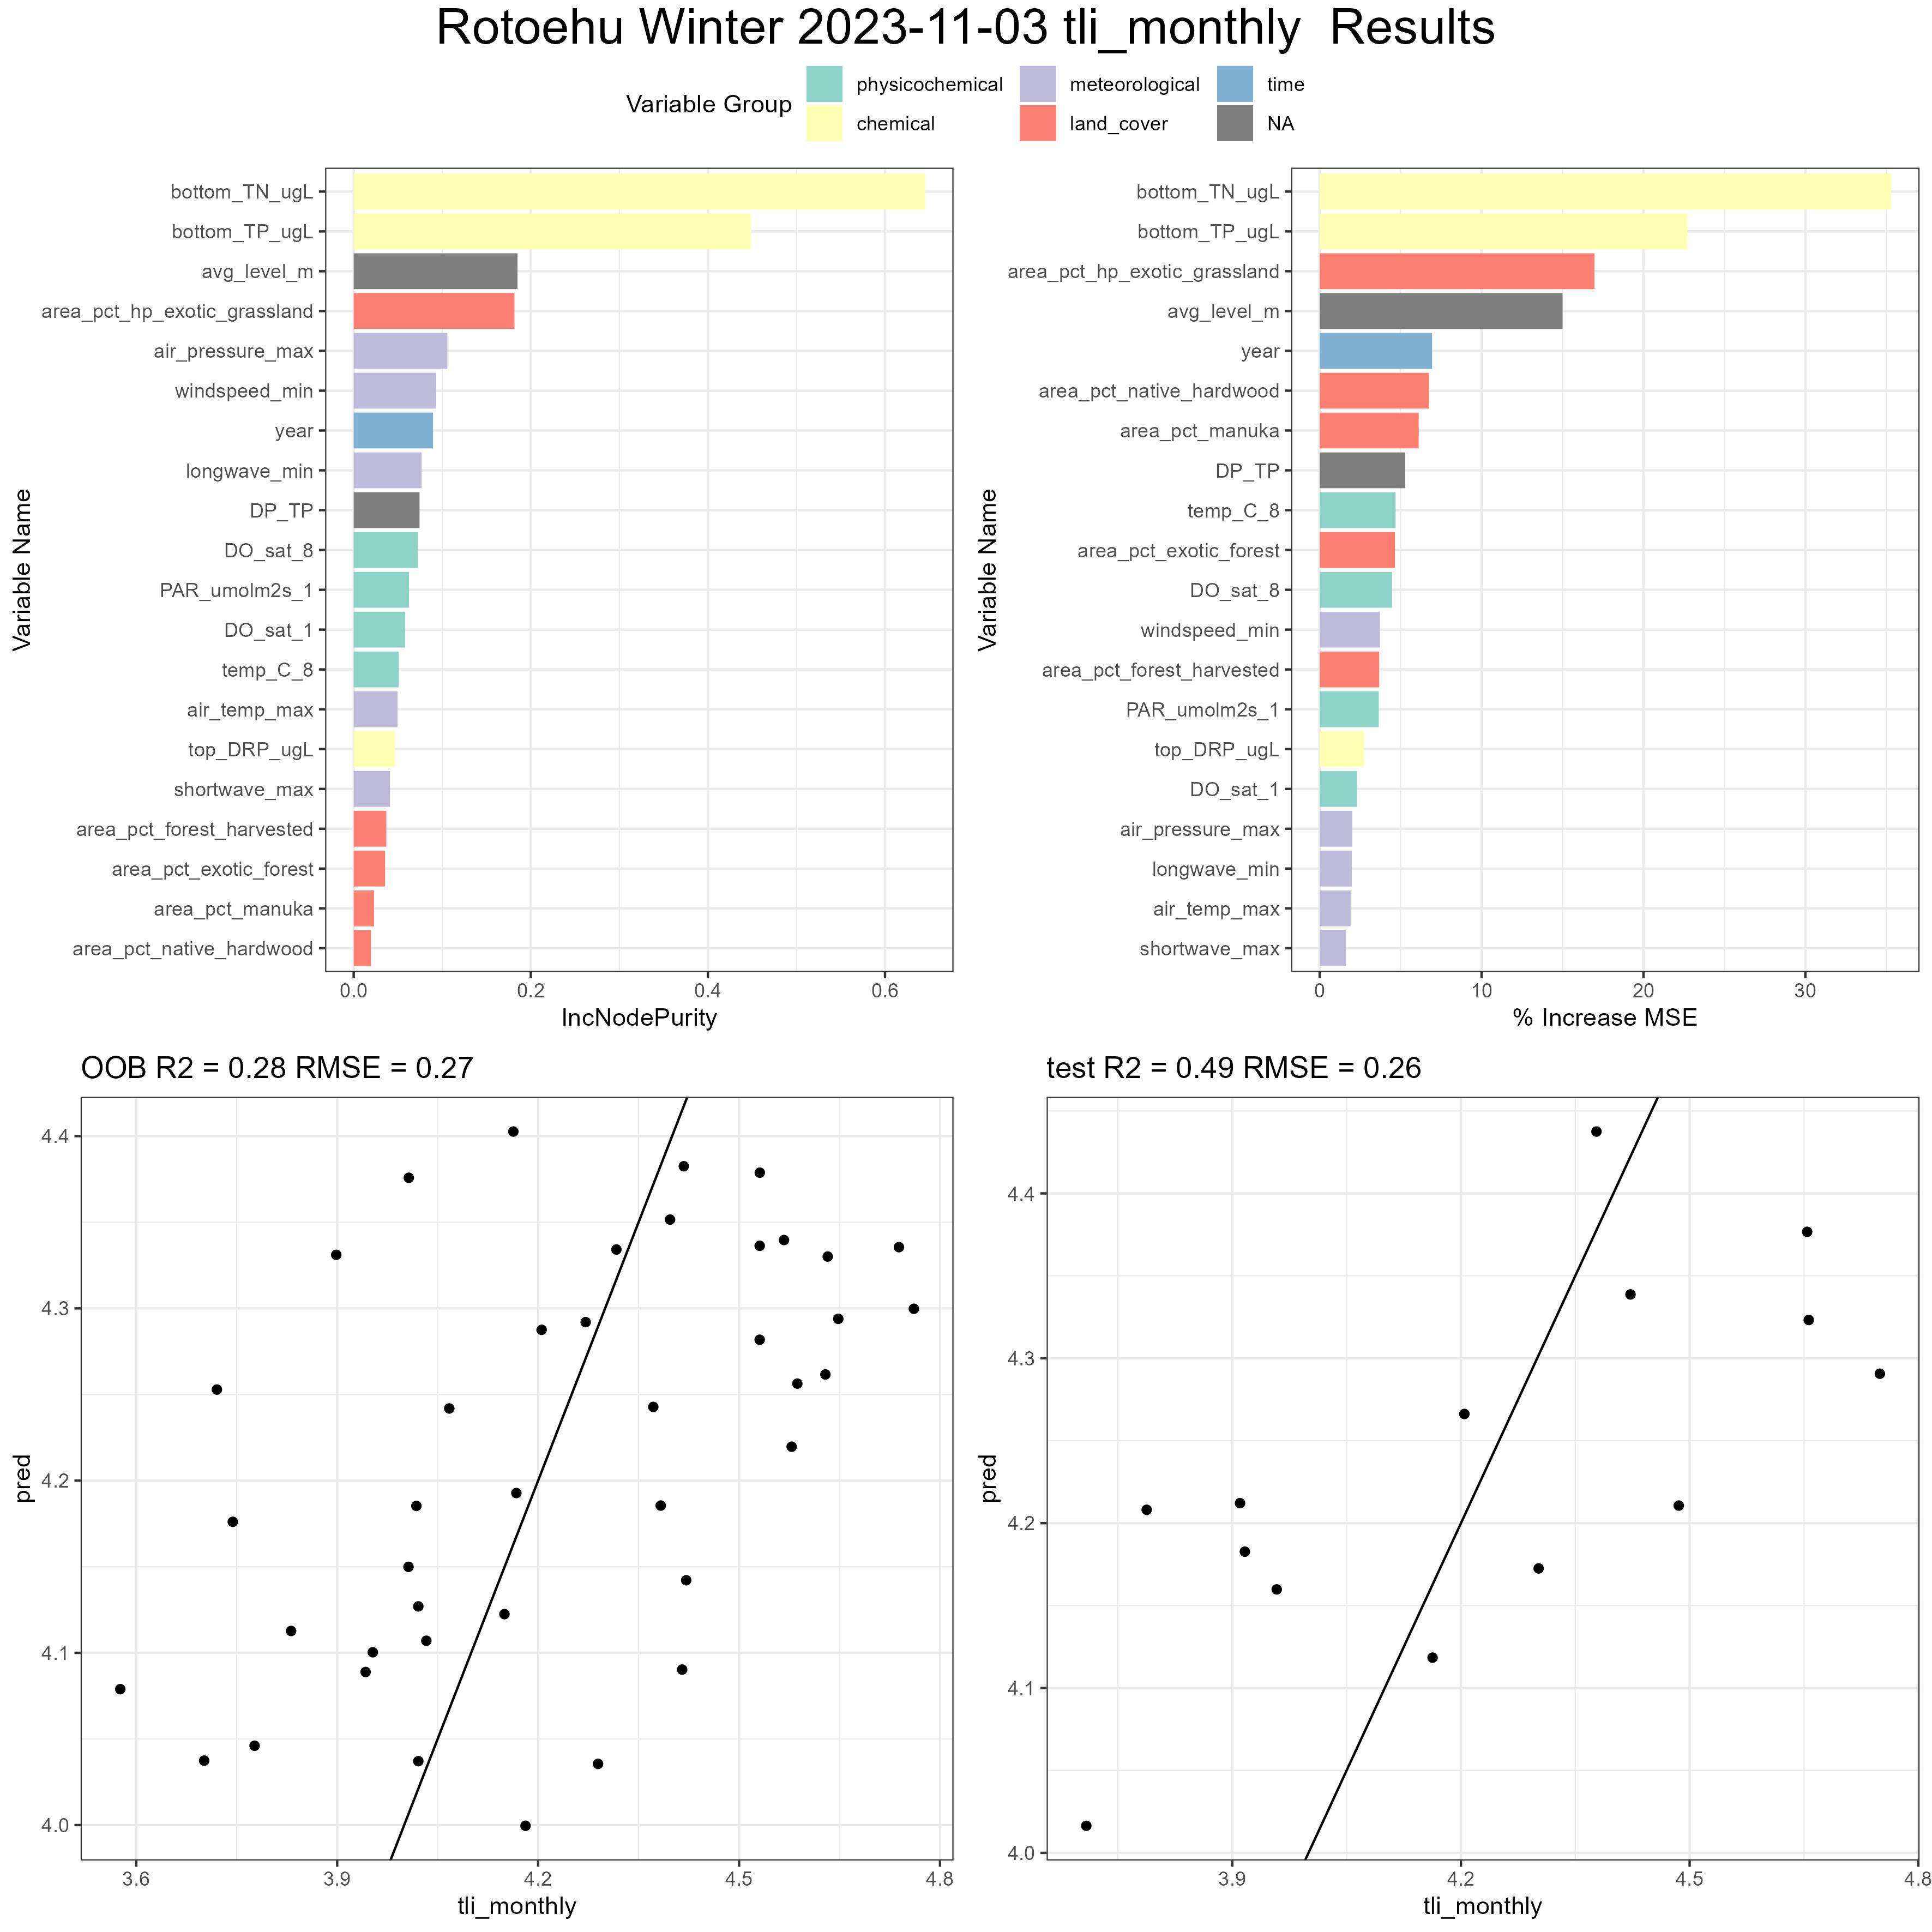 Rotoehu Winter 2023-11-03 tli_monthly  Results
Variable Group
physicochemical
chemical
meteorological
land_cover
time
NA
Variable Name
bottom_TN_ugL
bottom_TP_ugL
avg_level_m
area_pct_hp_exotic_grassland
air_pressure_max
windspeed_min
year
longwave_min
DP_TP
DO_sat_8
PAR_umolm2s_1
DO_sat_1
temp_C_8
air_temp_max
top_DRP_ugL
shortwave_max
area_pct_forest_harvested
area_pct_exotic_forest
area_pct_manuka
area_pct_native_hardwood
0.0 0.2 0.4 0.6
IncNodePurity
Variable Name
bottom_TN_ugL
bottom_TP_ugL
area_pct_hp_exotic_grassland
avg_level_m
year
area_pct_native_hardwood
area_pct_manuka
DP_TP
temp_C_8
area_pct_exotic_forest
DO_sat_8
windspeed_min
area_pct_forest_harvested
PAR_umolm2s_1
top_DRP_ugL
DO_sat_1
air_pressure_max
longwave_min
air_temp_max
shortwave_max
0 10 20 30
% Increase MSE
OOB R2 = 0.28 RMSE = 0.27
pred
4.4
4.3
4.2
4.1
4.0
3.6 3.9 4.2 4.5 4.8
tli_monthly
test R2 = 0.49 RMSE = 0.26
pred
4.4
4.3
4.2
4.1
4.0
3.9 4.2 4.5 4.8
tli_monthly